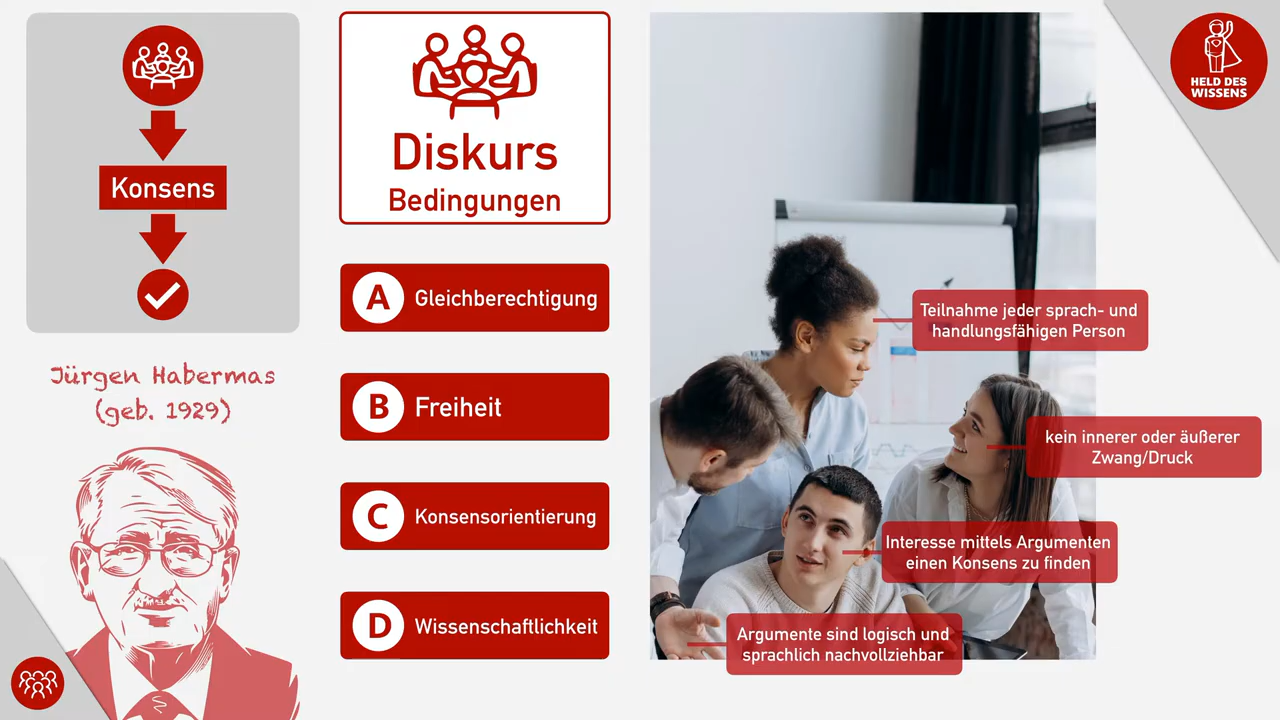 Konsens
Jürgen Habermas
(geb. 1929)
Diskurs
Bedingungen
A Gleichberechtigung
B Freiheit
C Konsensorientierung
D Wissenschaftlichkeit
Teilnahme jeder sprach- und
handlungsfähigen Person
kein innerer oder äußerer
Zwang/Druck
Interesse mittels Argumenten
einen Konsens zu finden
Argumente sind logisch und
sprachlich nachvollziehbar
HELD DES
WISSENS